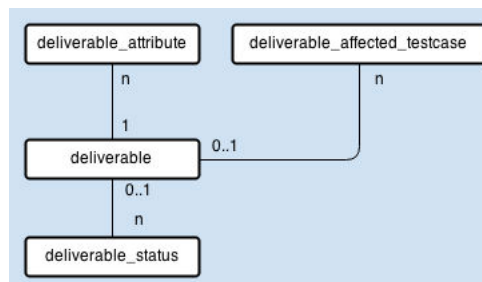 deliverable_attribute
deliverable_affected_testcase
n
n
1
deliverable
0..1
0..1
n
deliverable_status